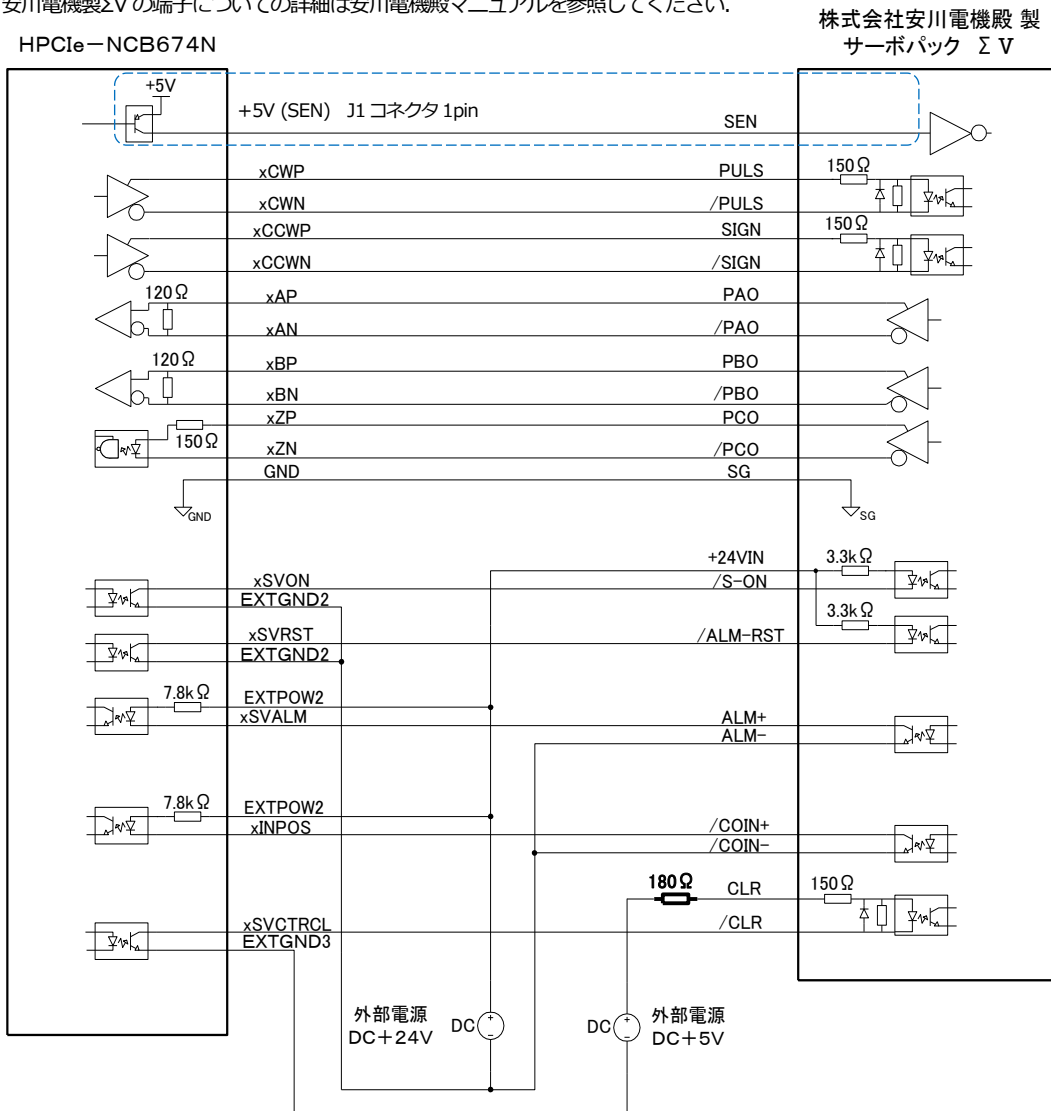 安川電機製ΣVの端子についての詳細は安川電機殿マニュアルを参照してください.
株式会社安川電機殿 製
サーボパック ΣV
HPCIe－NCB674N
+5V
+5V (SEN) J1 コネクタ 1pin
SEN
xCWP
PULS
150Ω
xCWN
/PULS
xCCWP
SIGN
150Ω
xCCWN
/SIGN
120Ω
xAP
PAO
xAN
/PAO
120Ω
xBP
PBO
xBN
/PBO
xZP
PCO
150Ω
xZN
/PCO
GND
SG
GND
SG
+24VIN
3.3kΩ
xSVON
/S-ON
EXTGND2
3.3kΩ
xSVRST
/ALM-RST
EXTGND2
7.8kΩ
EXTPOW2
xSVALM
ALM+
ALM-
7.8kΩ
EXTPOW2
xINPOS
/COIN+
/COIN-
180Ω
CLR
150Ω
xSVCTRCL
/CLR
EXTGND3
外部電源
DC＋24V
DC
+
-
DC
+
-
外部電源
DC＋5V